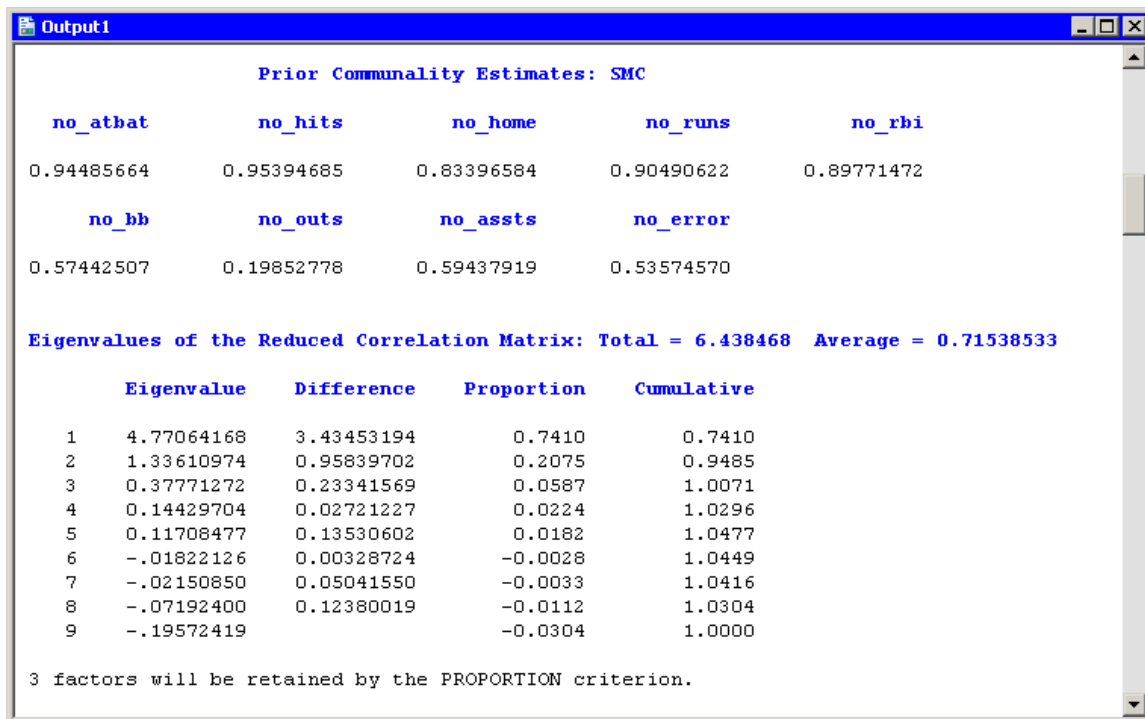 Output1
Prior Communality Estimates: SMC
no_atbat no_hits no_home no_runs no_rbi
0.94485664 0.95394685 0.83396584 0.90490622 0.89771472
no_bb no_outs no_assts no_error
0.57442507 0.19852778 0.59437919 0.53574570
Eigenvalues of the Reduced Correlation Matrix: Total = 6.438468 Average = 0.71538533
Eigenvalue Difference Proportion Cumulative
1 4.77064168 3.43453194 0.7410 0.7410
2 1.33610974 0.95839702 0.2075 0.9485
3 0.37771272 0.23341569 0.0587 1.0071
4 0.14429704 0.02721227 0.0224 1.0296
5 0.11708477 0.13530602 0.0182 1.0477
6 -.01822126 0.00328724 -0.0028 1.0449
7 -.02150850 0.05041550 -0.0033 1.0416
8 -.07192400 0.12380019 -0.0112 1.0304
9 -.19572419 -0.0304 1.0000
3 factors will be retained by the PROPORTION criterion.